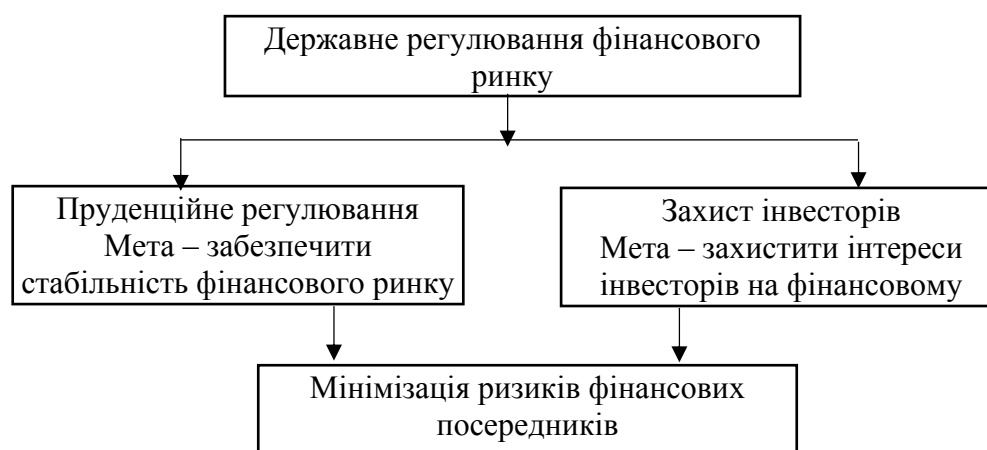 Державне регулювання фінансового
ринку
Пруденційне регулювання
Мета – забезпечити
стабільність фінансового ринку
Захист інвесторів
Мета – захистити інтереси
інвесторів на фінансовому
Мінімізація ризиків фінансових
посередників